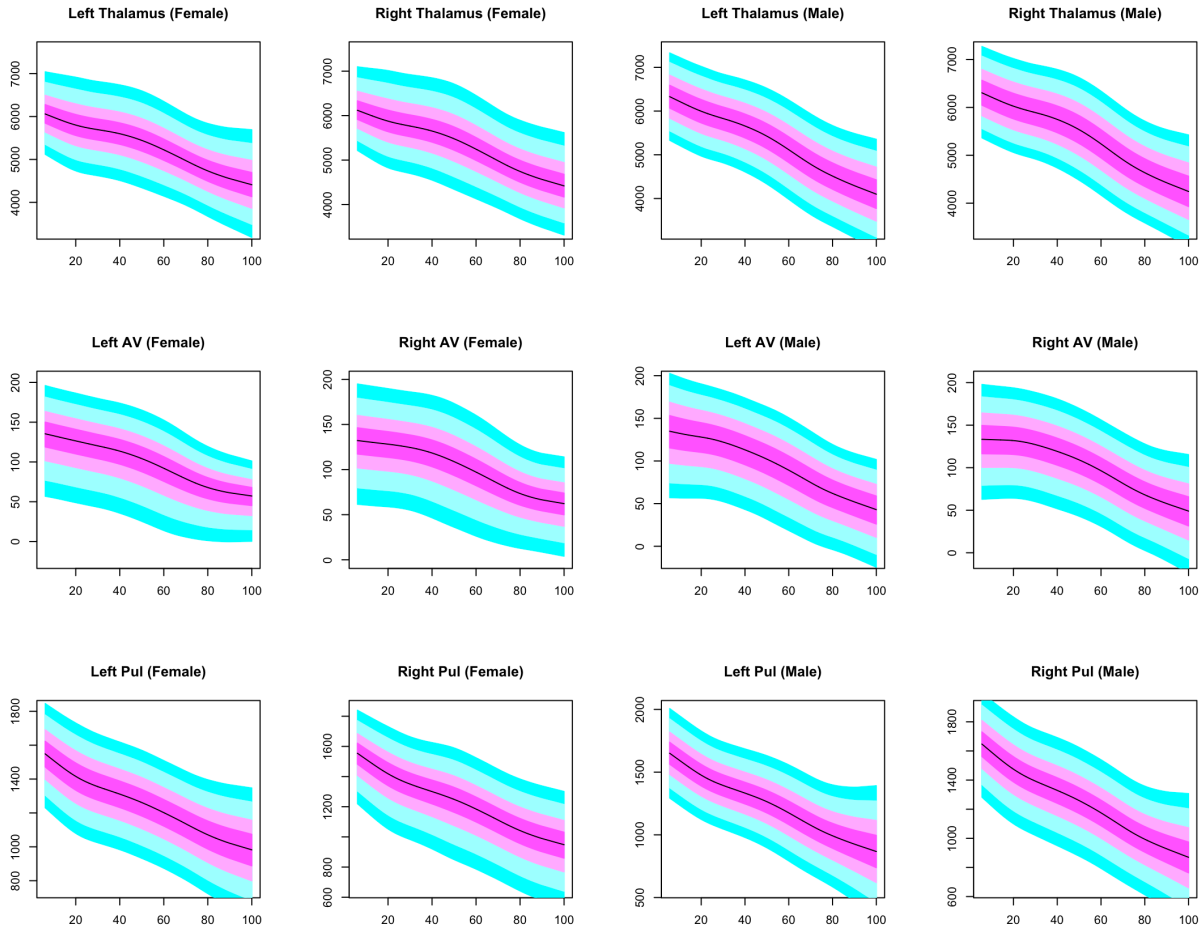 Left Thalamus (Female) Right Thalamus (Female) Left Thalamus (Male) Right Thalamus (Male)
7000 7000 7000 7000
6000 6000 6000 6000
5000 5000 5000 5000
4000 4000 4000 4000
20 40 60 80 100 20 40 60 80 100 20 40 60 80 100 20 40 60 80 100
Left AV (Female) Right AV (Female) Left AV (Male) Right AV (Male)
200 200 200 200
150 150 150 150
100 100 100 100
50 50 50 50
0 0 0 0
20 40 60 80 100 20 40 60 80 100 20 40 60 80 100 20 40 60 80 100
Left Pul (Female) Right Pul (Female) Left Pul (Male) Right Pul (Male)
1800 1600 2000 1800
1400 1200 1500 1400
1000 800 1000 1000
800 600 500 600
20 40 60 80 100 20 40 60 80 100 20 40 60 80 100 20 40 60 80 100